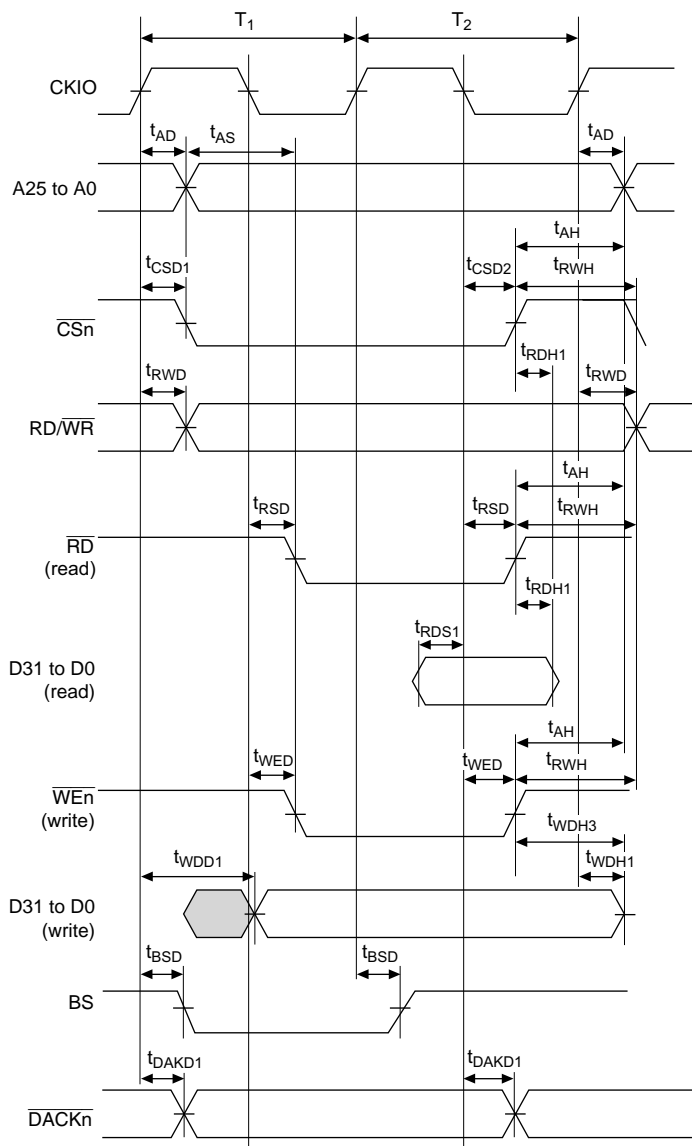 T1 T2
CKIO
tAD tAS tAD
A25 to A0
tAH
tCSD1 tCSD2 tRWH
CSn
tRDH1
tRWD tRWD
RD/WR
tAH
tRSD tRSD tRWH
RD
(read)
tRDH1
tRDS1
D31 to D0
(read)
tAH
tWED tWED tRWH
WEn
(write)
tWDH3
tWDD1 tWDH1
D31 to D0
(write)
tBSD tBSD
BS
tDAKD1 tDAKD1
DACKn